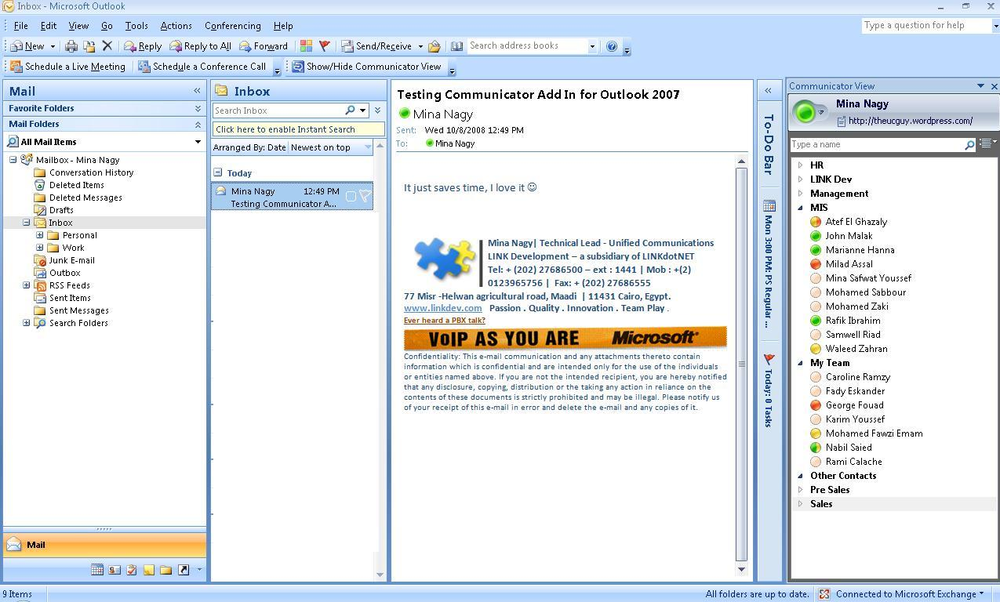 Inbox - Microsoft Outlook
File Edit View Go Tools Actions Conferencing Help
Type a question for help
New Reply Reply to All Forward Send/Receive Search address books
Schedule a Live Meeting Schedule a Conference Call Show/Hide Communicator View
Mail
Favorite Folders
Mail Folders
All Mail Items
Mailbox - Mina Nagy
Conversation History
Deleted Items
Deleted Messages
Drafts
Inbox
Personal
Work
Junk E-mail
Outbox
RSS Feeds
Sent Items
Sent Messages
Search Folders
Mail
Inbox
Search Inbox
Click here to enable Instant Search
Arranged By: Date Newest on top
Today
Mina Nagy 12:49 PM
Testing Communicator A...
Testing Communicator Add In for Outlook 2007
Mina Nagy
Sent: Wed 10/8/2008 12:49 PM
To: Mina Nagy
It just saves time, I love it ☺
Mina Nagy| Technical Lead - Unified Communications
LINK Development – a subsidiary of LINKdotNET
Tel: + (202) 27686500 – ext : 1441 | Mob : +(2)
0123965756 | Fax: + (202) 27686555
77 Misr -Helwan agricultural road, Maadi | 11431 Cairo, Egypt.
www.linkdev.com Passion . Quality . Innovation . Team Play .
Ever heard a PBX talk?
VoIP AS YOU ARE Microsoft®
Confidentiality: This e-mail communication and any attachments thereto contain
information which is confidential and are intended only for the use of the individuals
or entities named above. If you are not the intended recipient, you are hereby notified
that any disclosure, copying, distribution or the taking any action in reliance on the
contents of these documents is strictly prohibited and may be illegal. Please notify us
of your receipt of this e-mail in error and delete the e-mail and any copies of it.
To-Do Bar
Mon 3:00 PM: PS Regular ...
Today: 0 Tasks
Communicator View
Mina Nagy
http://theucguy.wordpress.com/
Type a name
HR
LINK Dev
Management
MIS
Atef El Ghazaly
John Malak
Marianne Hanna
Milad Assal
Mina Safwat Youssef
Mohamed Sabbour
Mohamed Zaki
Rafik Ibrahim
Samwell Riad
Waleed Zahran
My Team
Caroline Ramzy
Fady Eskander
George Fouad
Karim Youssef
Mohamed Fawzi Emam
Nabil Saied
Rami Calache
Other Contacts
Pre Sales
Sales
9 Items
All folders are up to date. Connected to Microsoft Exchange